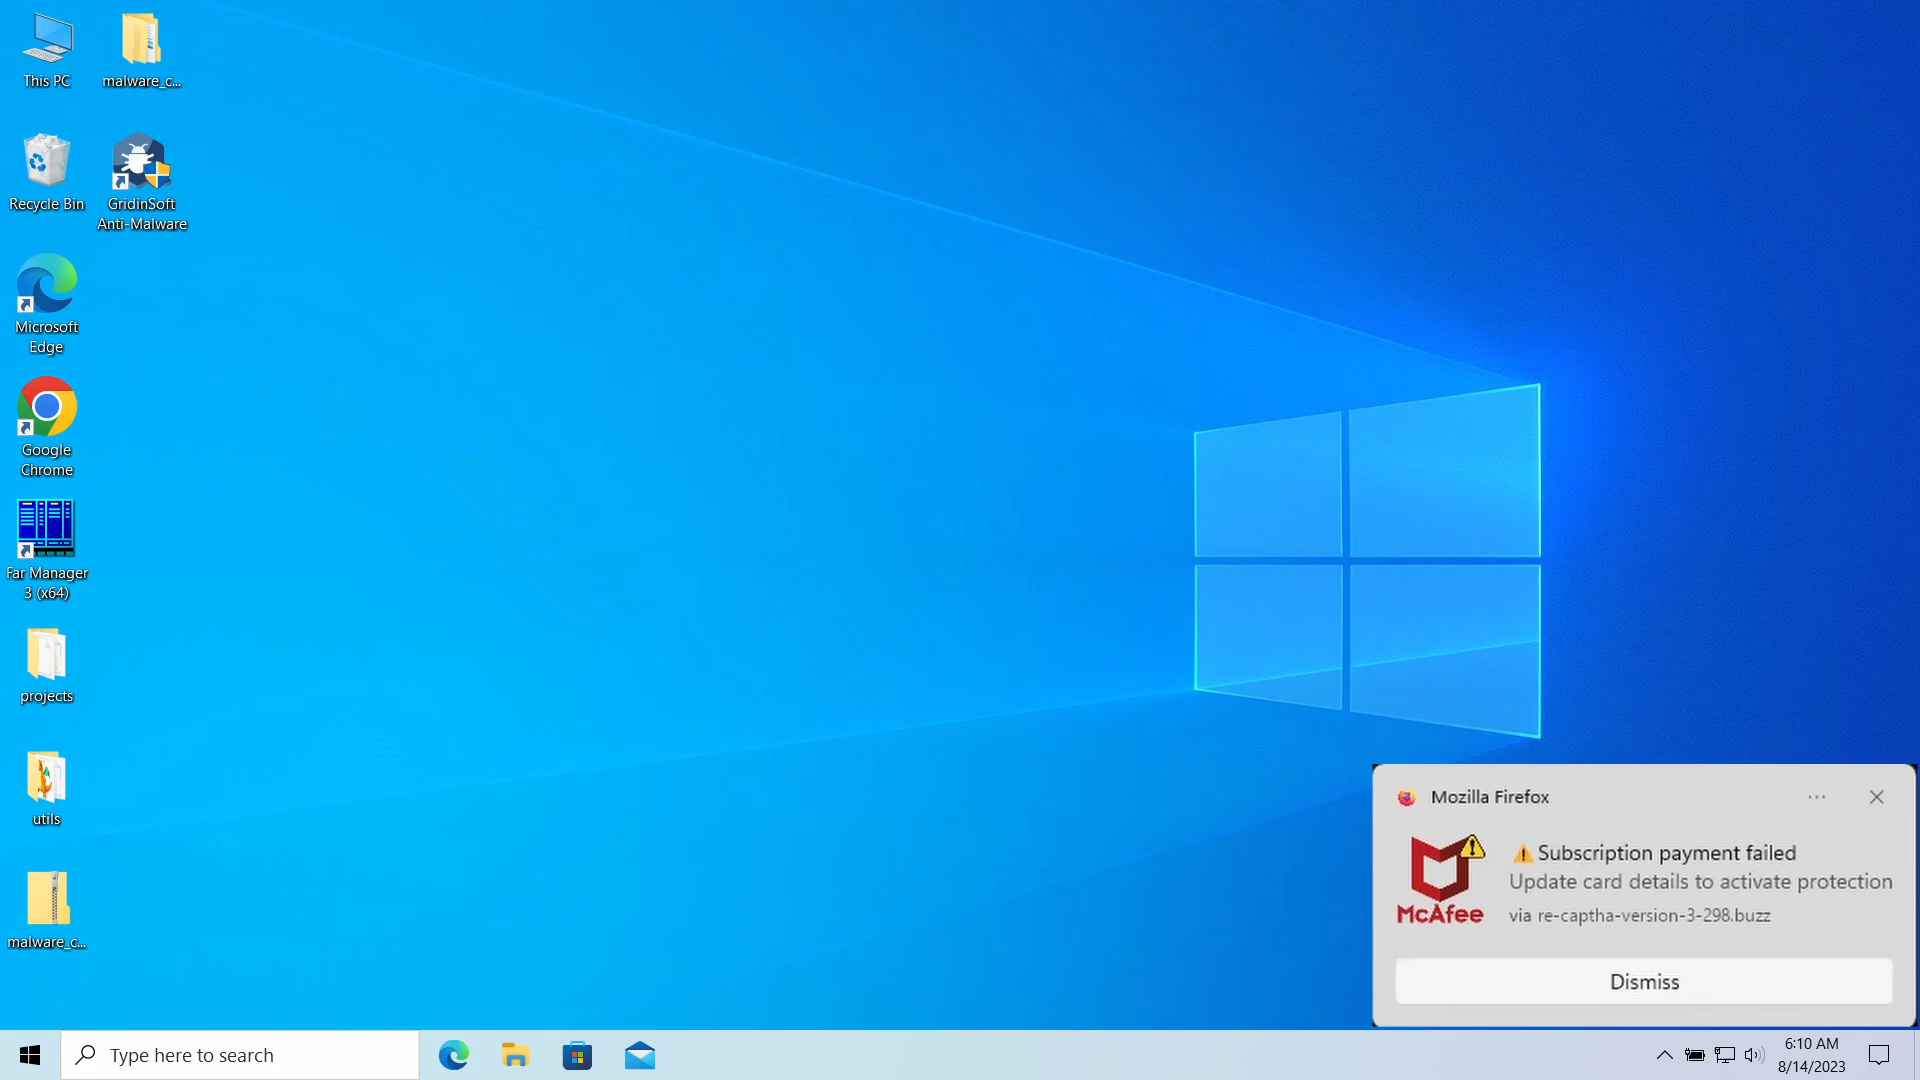 This PC
malware_c...
Recycle Bin
GridinSoft
Anti-Malware
Microsoft
Edge
Google
Chrome
Far Manager
3 (x64)
projects
utils
malware_c...
Mozilla Firefox
McAfee
Subscription payment failed
Update card details to activate protection
via re-captha-version-3-298.buzz
Dismiss
Type here to search
6:10 AM
8/14/2023